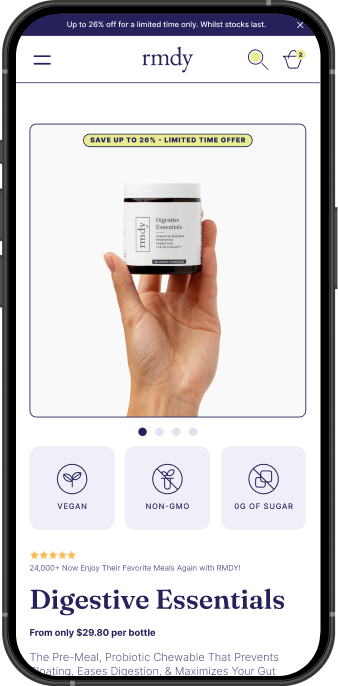 Up to 26% off for a limited time only. Whilst stocks last.
rmdy
2
SAVE UP TO 26% - LIMITED TIME OFFER
rmdy
Digestive
Essentials
VEGAN
NON-GMO
0G OF SUGAR
24,000+ Now Enjoy Their Favorite Meals Again with RMDY!
Digestive Essentials
From only $29.80 per bottle
The Pre-Meal, Probiotic Chewable That Prevents
Bloating, Eases Digestion, & Maximizes Your Gut